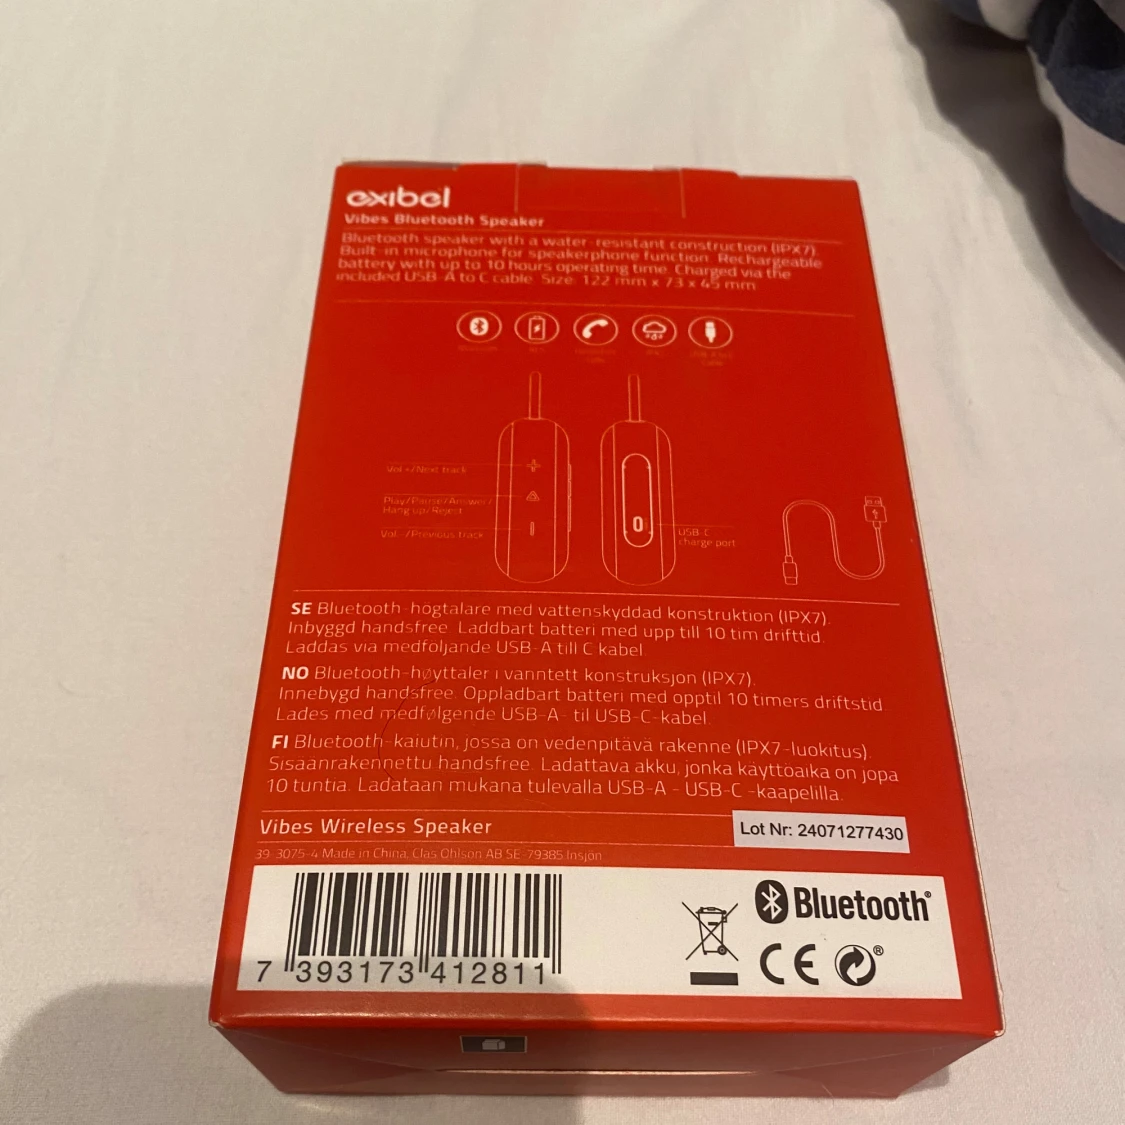 exibel
Vibes Bluetooth Speaker
Bluetooth speaker with a water-resistant construction (IPX7).
Built-in microphone for speakerphone function. Rechargeable
battery with up to 10 hours operating time. Charged via the
included USB-A to C cable. Size: 122 mm x 73 x 45 mm
Vol +/Next track
Play/Pause/Answer/
Hang up/Reject
Vol -/Previous track
USB-C
charge port
SE Bluetooth-högtalare med vattenskyddad konstruktion (IPX7).
Inbyggd handsfree. Laddbart batteri med upp till 10 tim drifttid.
Laddas via medföljande USB-A till C kabel.
NO Bluetooth-høyttaler i vanntett konstruksjon (IPX7).
Innebygd handsfree. Oppladbart batteri med opptil 10 timers driftstid.
Lades med medfølgende USB-A- til USB-C-kabel.
FI Bluetooth-kaiutin, jossa on vedenpitävä rakenne (IPX7-luokitus).
Sisäänrakennettu handsfree. Ladattava akku, jonka käyttöaika on jopa
10 tuntia. Ladataan mukana tulevalla USB-A - USB-C -kaapelilla.
Vibes Wireless Speaker
Lot Nr: 24071277430
39-3075-4 Made in China. Clas Ohlson AB SE-79385 Insjön
Bluetooth®
CE ®
7 393173 412811